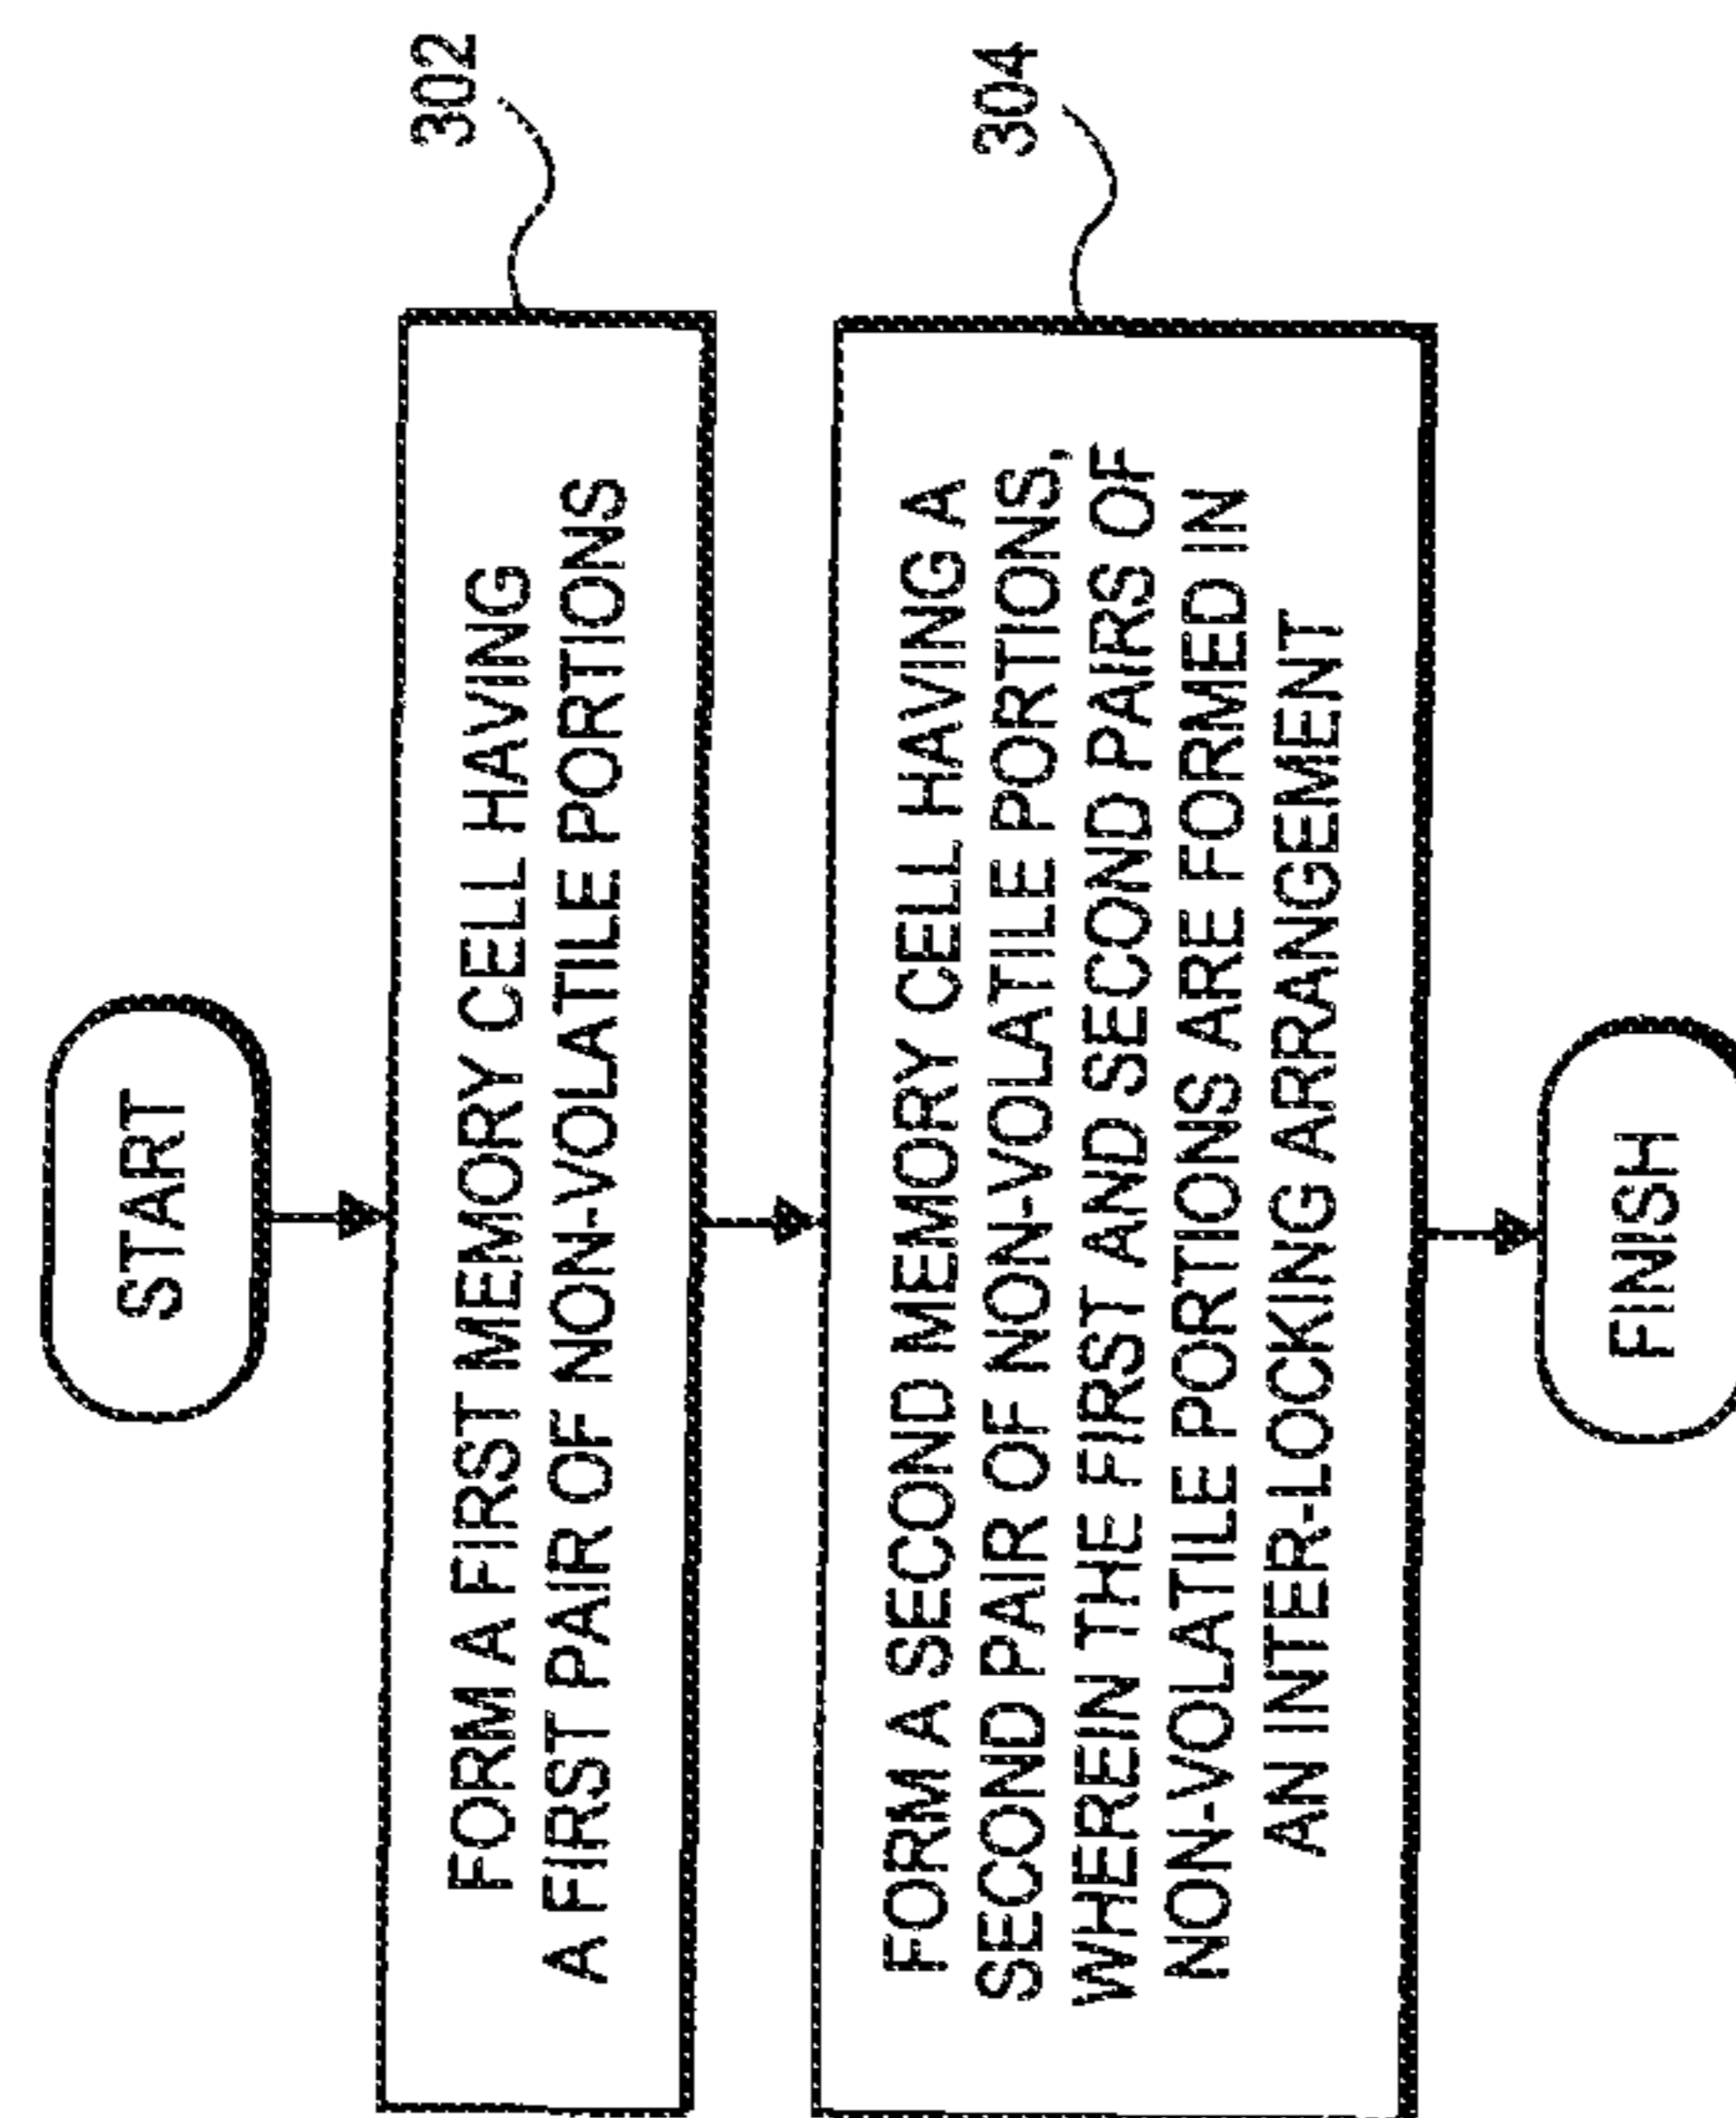 START
302
FORM A FIRST MEMORY CELL HAVING
A FIRST PAIR OF NON-VOLATILE PORTIONS
304
FORM A SECOND MEMORY CELL HAVING A
SECOND PAIR OF NON-VOLATILE PORTIONS,
WHEREIN THE FIRST AND SECOND PAIRS OF
NON-VOLATILE PORTIONS ARE FORMED IN
AN INTER-LOCKING ARRANGEMENT
FINISH